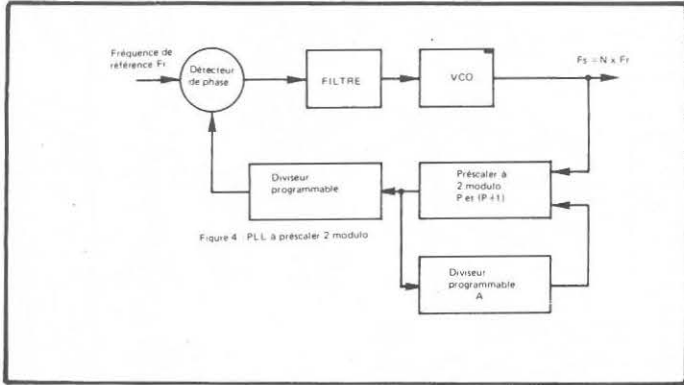 Fréquence de
référence Fr
Détecteur
de phase
FILTRE
VCO
Fs = N x Fr
Diviseur
programmable
Préscaler à
2 modulo
P et (P+1)
Figure 4 PLL à préscaler 2 modulo
Diviseur
programmable
A